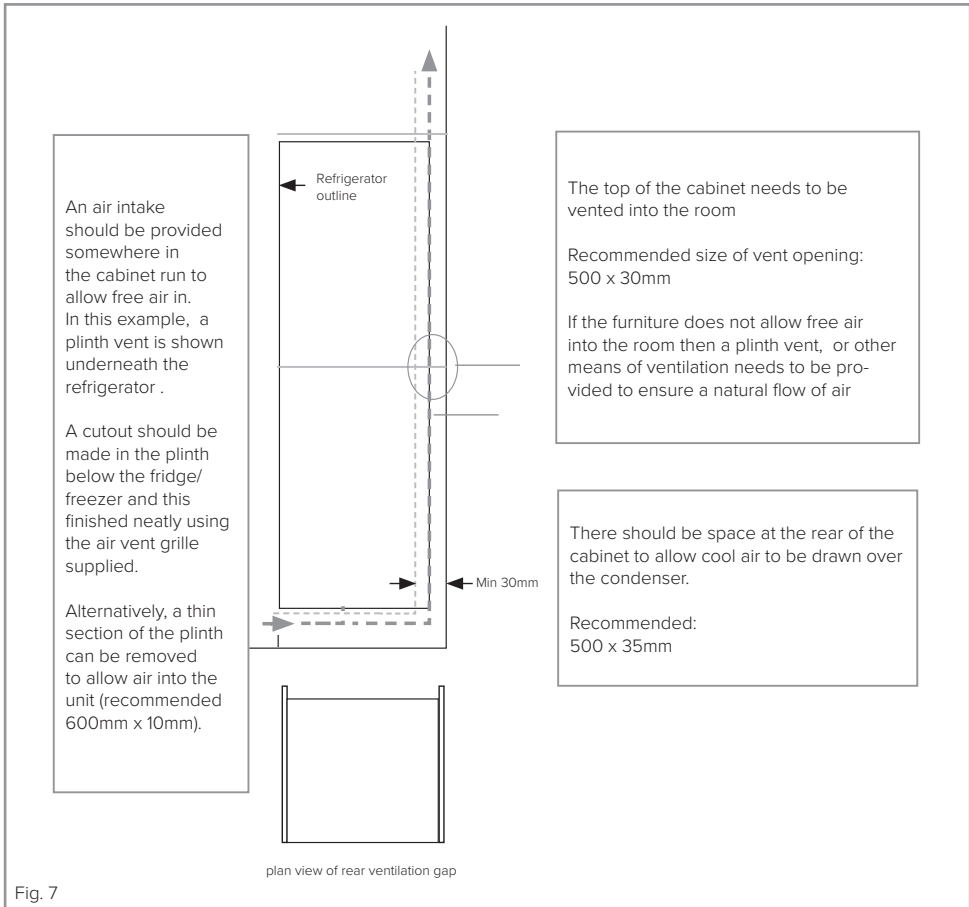 An air intake
should be provided
somewhere in
the cabinet run to
allow free air in.
In this example, a
plinth vent is shown
underneath the
refrigerator .
A cutout should be
made in the plinth
below the fridge/
freezer and this
finished neatly using
the air vent grille
supplied.
Alternatively, a thin
section of the plinth
can be removed
to allow air into the
unit (recommended
600mm x 10mm).
Refrigerator
outline
Min 30mm
The top of the cabinet needs to be
vented into the room
Recommended size of vent opening:
500 x 30mm
If the furniture does not allow free air
into the room then a plinth vent, or other
means of ventilation needs to be pro-
vided to ensure a natural flow of air
There should be space at the rear of the
cabinet to allow cool air to be drawn over
the condenser.
Recommended:
500 x 35mm
plan view of rear ventilation gap
Fig. 7